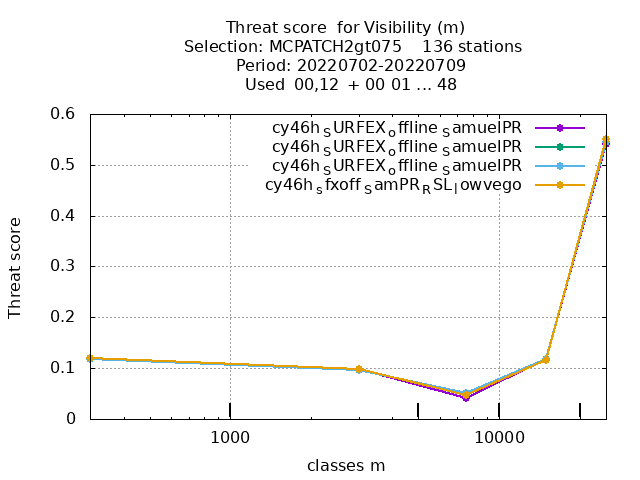 Threat score  for Visibility (m)
Selection: MCPATCH2gt075    136 stations
Period: 20220702-20220709
Used  00,12  + 00 01 ... 48
cy46h_SURFEX_offline_SamuelPR
cy46h_SURFEX_offline_SamuelPR
cy46h_SURFEX_offline_SamuelPR
cy46h_sfxoff_SamPR_RSL_lowvego
0.6
0.5
0.4
0.3
0.2
0.1
0
Threat score
1000
10000
classes m